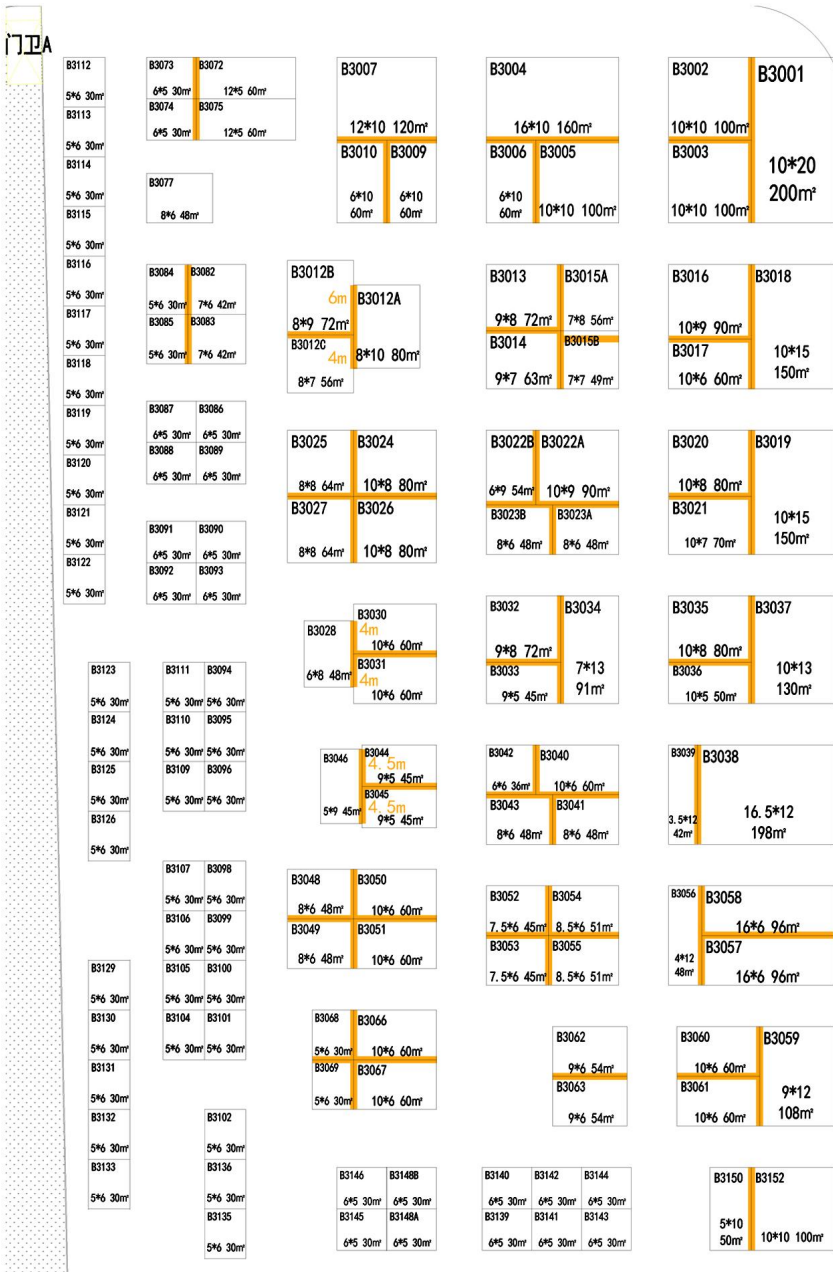 门卫A
B3112
5*6 30㎡
B3113
5*6 30㎡
B3114
5*6 30㎡
B3115
5*6 30㎡
B3116
5*6 30㎡
B3117
5*6 30㎡
B3118
5*6 30㎡
B3119
5*6 30㎡
B3120
5*6 30㎡
B3121
5*6 30㎡
B3122
5*6 30㎡
B3073 B3072
6*5 30㎡ 12*5 60㎡
B3074 B3075
6*5 30㎡ 12*5 60㎡
B3077
8*6 48㎡
B3084 B3082
5*6 30㎡ 7*6 42㎡
B3085 B3083
5*6 30㎡ 7*6 42㎡
B3087 B3086
6*5 30㎡ 6*5 30㎡
B3088 B3089
6*5 30㎡ 6*5 30㎡
B3091 B3090
6*5 30㎡ 6*5 30㎡
B3092 B3093
6*5 30㎡ 6*5 30㎡
B3007
12*10 120㎡
B3010 B3009
6*10 6*10
60㎡ 60㎡
B3004
16*10 160㎡
B3006 B3005
6*10
60㎡ 10*10 100㎡
B3002 B3001
10*10 100㎡
B3003
10*20
200㎡
10*10 100㎡
B3012B
6m B3012A
8*9 72㎡
B3012C
4m 8*10 80㎡
8*7 56㎡
B3013 B3015A
9*8 72㎡ 7*8 56㎡
B3014 B3015B
9*7 63㎡ 7*7 49㎡
B3016 B3018
10*9 90㎡
B3017 10*15
10*6 60㎡ 150㎡
B3025 B3024
8*8 64㎡ 10*8 80㎡
B3027 B3026
8*8 64㎡ 10*8 80㎡
B3022B B3022A
6*9 54㎡ 10*9 90㎡
B3023B B3023A
8*6 48㎡ 8*6 48㎡
B3020 B3019
10*8 80㎡
B3021 10*15
10*7 70㎡ 150㎡
B3030
B3028 4m
10*6 60㎡
B3031
6*8 48㎡ 4m
10*6 60㎡
B3032 B3034
9*8 72㎡
B3033 7*13
9*5 45㎡ 91㎡
B3035 B3037
10*8 80㎡
B3036 10*13
10*5 50㎡ 130㎡
B3123
5*6 30㎡
B3124
5*6 30㎡
B3125
5*6 30㎡
B3126
5*6 30㎡
B3111 B3094
5*6 30㎡ 5*6 30㎡
B3110 B3095
5*6 30㎡ 5*6 30㎡
B3109 B3096
5*6 30㎡ 5*6 30㎡
B3046 B3044
4.5m
9*5 45㎡
B3045
5*9 45㎡ 4.5m
9*5 45㎡
B3042 B3040
6*6 36㎡ 10*6 60㎡
B3043 B3041
8*6 48㎡ 8*6 48㎡
B3039 B3038
3.5*12 16.5*12
42㎡ 198㎡
B3107 B3098
5*6 30㎡ 5*6 30㎡
B3106 B3099
5*6 30㎡ 5*6 30㎡
B3105 B3100
5*6 30㎡ 5*6 30㎡
B3104 B3101
5*6 30㎡ 5*6 30㎡
B3048 B3050
8*6 48㎡ 10*6 60㎡
B3049 B3051
8*6 48㎡ 10*6 60㎡
B3052 B3054
7.5*6 45㎡ 8.5*6 51㎡
B3053 B3055
7.5*6 45㎡ 8.5*6 51㎡
B3056 B3058
16*6 96㎡
B3057
4*12
48㎡ 16*6 96㎡
B3129
5*6 30㎡
B3130
5*6 30㎡
B3131
5*6 30㎡
B3132
5*6 30㎡
B3133
5*6 30㎡
B3102
5*6 30㎡
B3136
5*6 30㎡
B3135
5*6 30㎡
B3068 B3066
5*6 30㎡ 10*6 60㎡
B3069 B3067
5*6 30㎡ 10*6 60㎡
B3062
9*6 54㎡
B3063
9*6 54㎡
B3060 B3059
10*6 60㎡
B3061 9*12
10*6 60㎡ 108㎡
B3146 B3148B
6*5 30㎡ 6*5 30㎡
B3145 B3148A
6*5 30㎡ 6*5 30㎡
B3140 B3142 B3144
6*5 30㎡ 6*5 30㎡ 6*5 30㎡
B3139 B3141 B3143
6*5 30㎡ 6*5 30㎡ 6*5 30㎡
B3150 B3152
5*10
50㎡ 10*10 100㎡